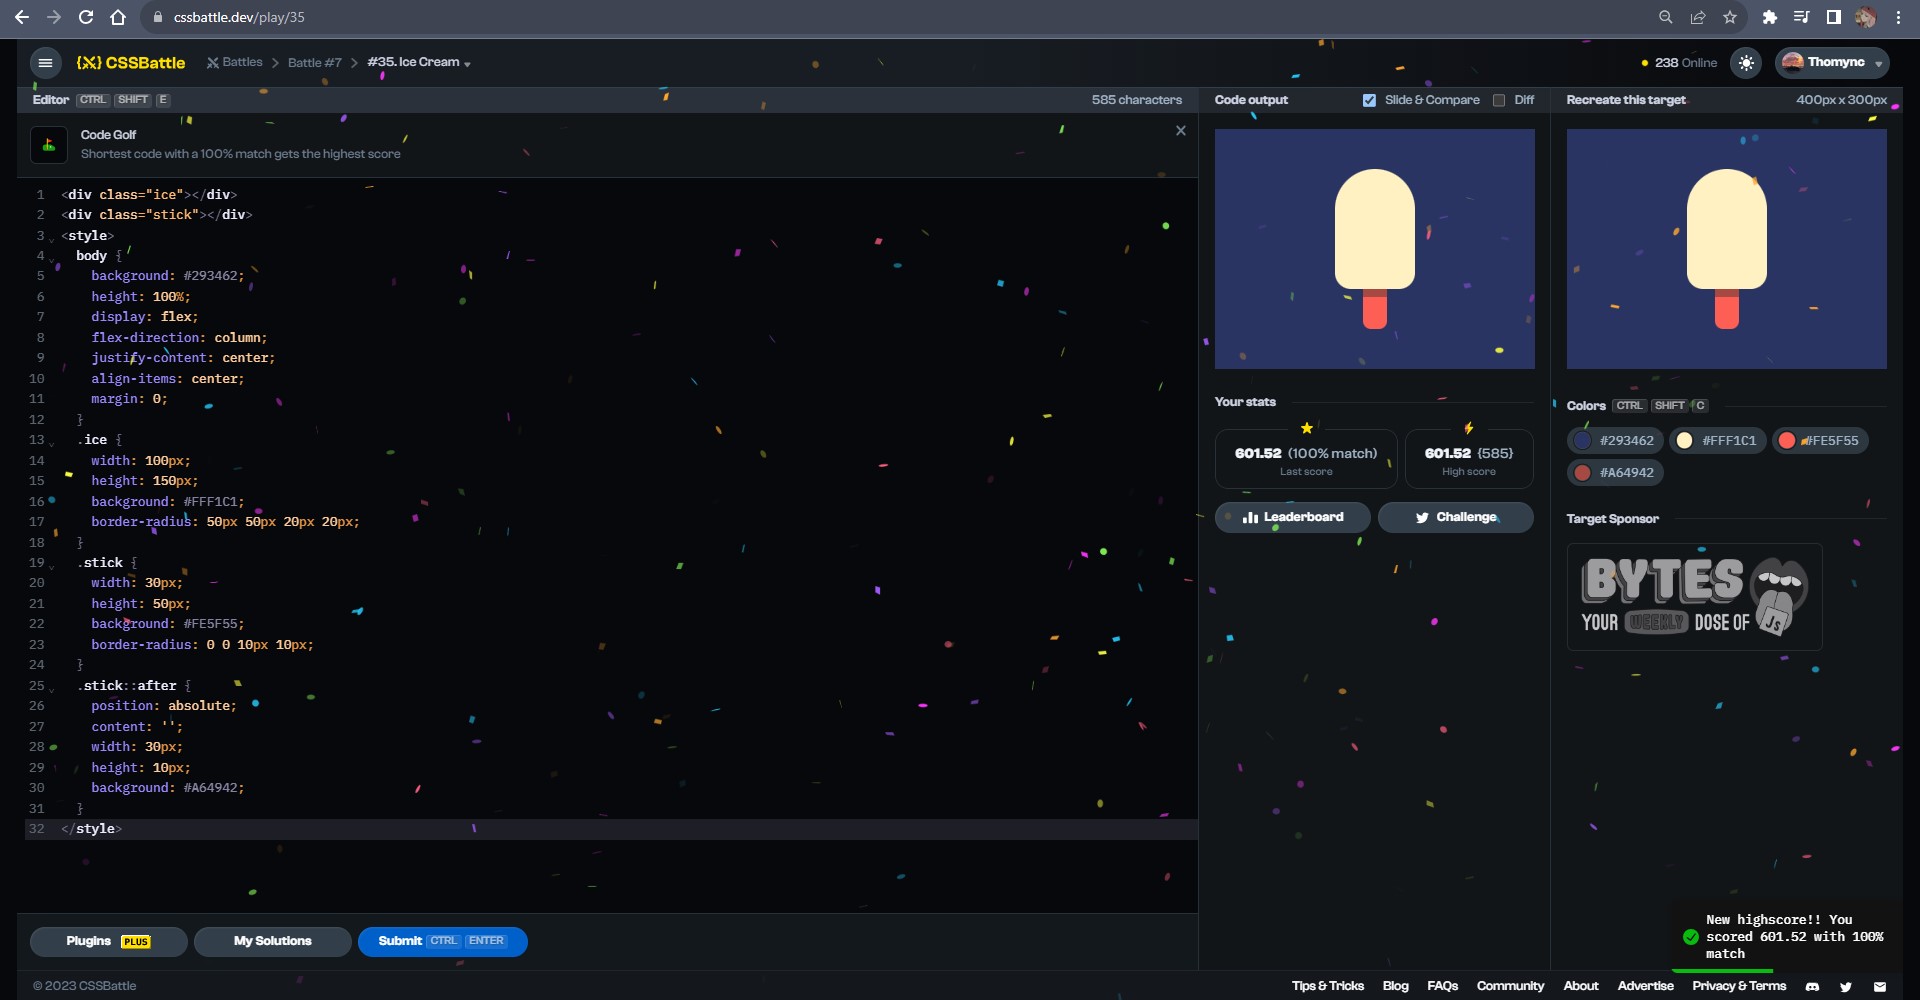 cssbattle.dev/play/35
{X} CSSBattle
Battles > Battle #7 > #35. Ice Cream
238 Online
Thomync
Editor CTRL SHIFT E
585 characters
Code output
Slide & Compare
Diff
Recreate this target
400px x 300px
Code Golf
Shortest code with a 100% match gets the highest score
1 <div class="ice"></div>
2 <div class="stick"></div>
3 <style>
4 body {
5 background: #293462;
6 height: 100%;
7 display: flex;
8 flex-direction: column;
9 justify-content: center;
10 align-items: center;
11 margin: 0;
12 }
13 .ice {
14 width: 100px;
15 height: 150px;
16 background: #FFF1C1;
17 border-radius: 50px 50px 20px 20px;
18 }
19 .stick {
20 width: 30px;
21 height: 50px;
22 background: #FE5F55;
23 border-radius: 0 0 10px 10px;
24 }
25 .stick::after {
26 position: absolute;
27 content: '';
28 width: 30px;
29 height: 10px;
30 background: #A64942;
31 }
32 </style>
Your stats
601.52 (100% match)
Last score
601.52 {585}
High score
Leaderboard
Challenge
Colors CTRL SHIFT C
#293462
#FFF1C1
#FE5F55
#A64942
Target Sponsor
BYTES
YOUR WEEKLY DOSE OF
JS
Plugins PLUS
My Solutions
Submit CTRL ENTER
New highscore!! You
scored 601.52 with 100%
match
© 2023 CSSBattle
Tips & Tricks
Blog
FAQs
Community
About
Advertise
Privacy & Terms